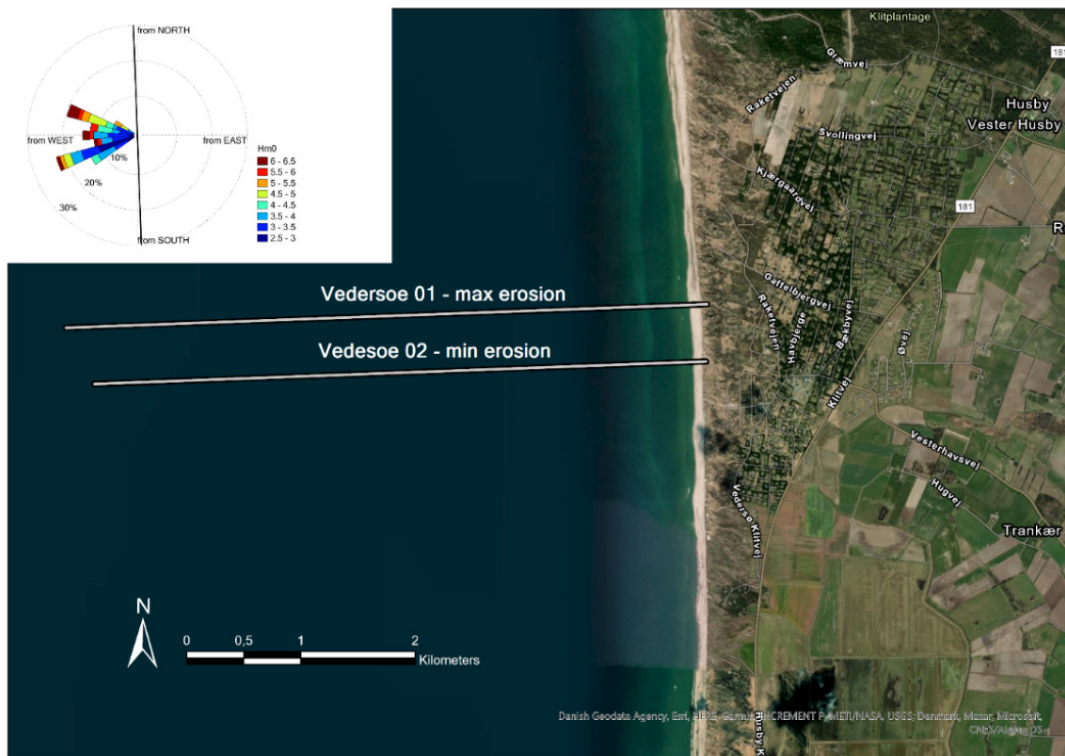 from NORTH
from WEST
from EAST
from SOUTH
10%
20%
30%
Hm0
6 - 6.5
5.5 - 6
5 - 5.5
4.5 - 5
4 - 4.5
3.5 - 4
3 - 3.5
2.5 - 3
Klitplantage
181
Græmvej
Raketvejen
Husby
Vester Husby
Svollingvej
Kjærgaardvej
181
R
Gaffelbjergvej
Raketvejen
Havbjerge
Bækbyvej
Øvej
Vedersoe 01 - max erosion
Vedesoe 02 - min erosion
Klitvej
Vesterhavsvej
Hugvej
Vedersø Klitvej
Trankær
N
0 0,5 1 2
Kilometers
Husby K
Danish Geodata Agency, Esri, HERE, Garmin, INCREMENT P, METI/NASA, USGS; Denmark, Maxar, Microsoft,
CNES/Airbus DS